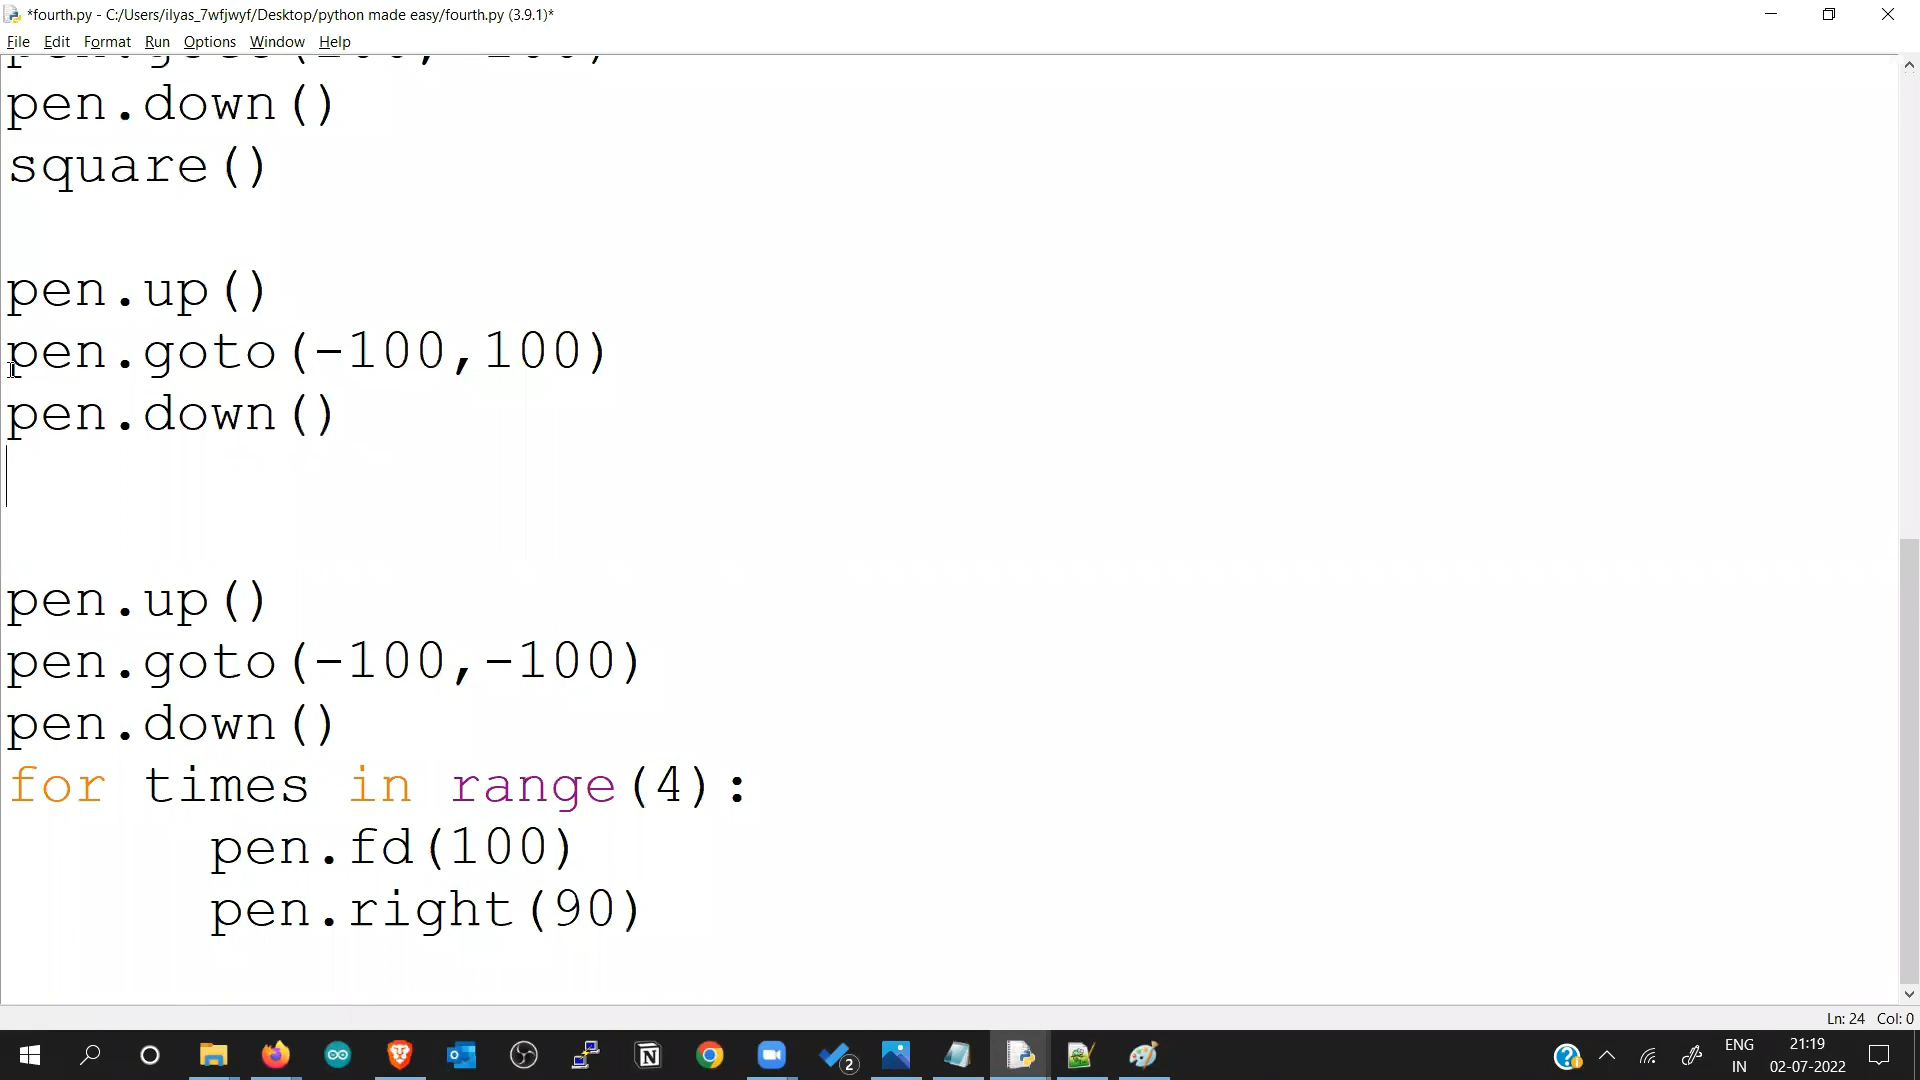 *fourth.py - C:/Users/ilyas_7wfjwyf/Desktop/python made easy/fourth.py (3.9.1)*
File Edit Format Run Options Window Help
pen.down()
square()
pen.up()
pen.goto(-100,100)
pen.down()
pen.up()
pen.goto(-100,-100)
pen.down()
for times in range(4):
pen.fd(100)
pen.right(90)
Ln: 24 Col: 0
2
ENG
IN
21:19
02-07-2022